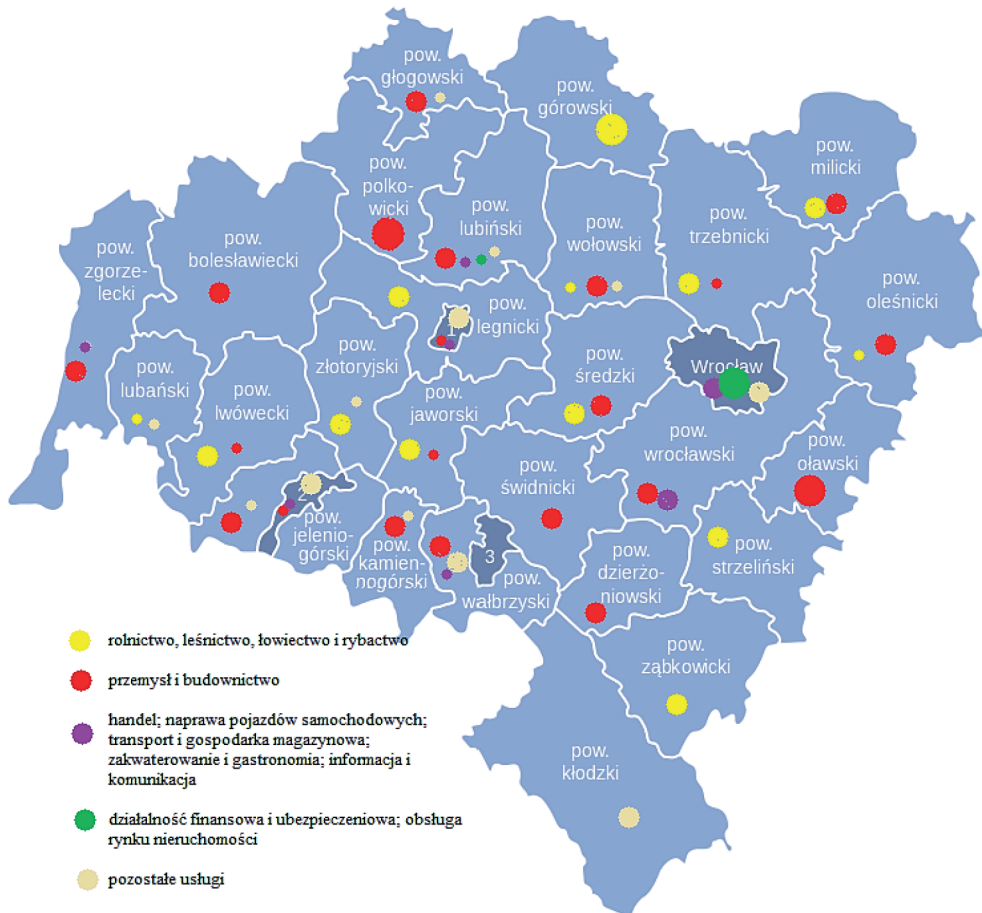 pow.
głogowski
pow.
górowski
pow.
milicki
pow.
polko-
wicki
pow.
lubiński
pow.
wołowski
pow.
trzebnicki
pow.
zgorze-
lecki
pow.
bolesławiecki
pow.
oleśnicki
1
pow.
legnicki
pow.
złotoryjski
pow.
średzki
Wrocław
pow.
lubański
pow.
lwówecki
pow.
jaworski
pow.
wrocławski
pow.
oławski
pow.
świdnicki
2
pow.
jelenio-
górski
pow.
kamien-
nogórski
3
pow.
wałbrzyski
pow.
dzierżo-
niowski
pow.
strzeliński
pow.
ząbkowicki
pow.
kłodzki
rolnictwo, leśnictwo, łowiectwo i rybactwo
przemysł i budownictwo
handel; naprawa pojazdów samochodowych;
transport i gospodarka magazynowa;
zakwaterowanie i gastronomia; informacja i
komunikacja
działalność finansowa i ubezpieczeniowa; obsługa
rynku nieruchomości
pozostałe usługi